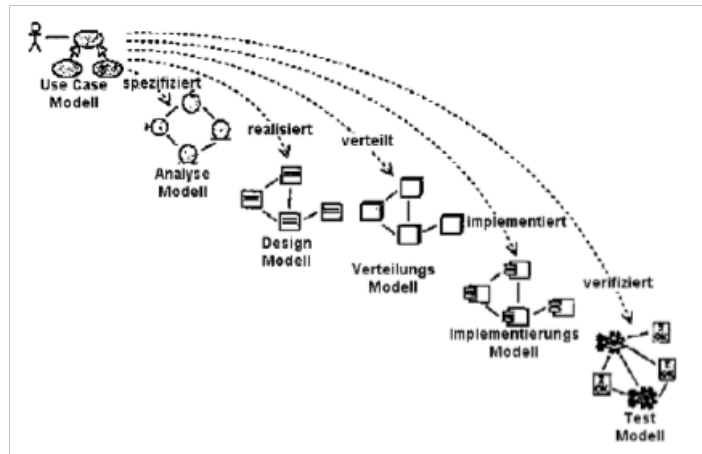 Use Case
Modell
spezifiziert
Analyse
Modell
realisiert
Design
Modell
verteilt
Verteilungs
Modell
implementiert
Implementierungs
Modell
verifiziert
Test
Modell